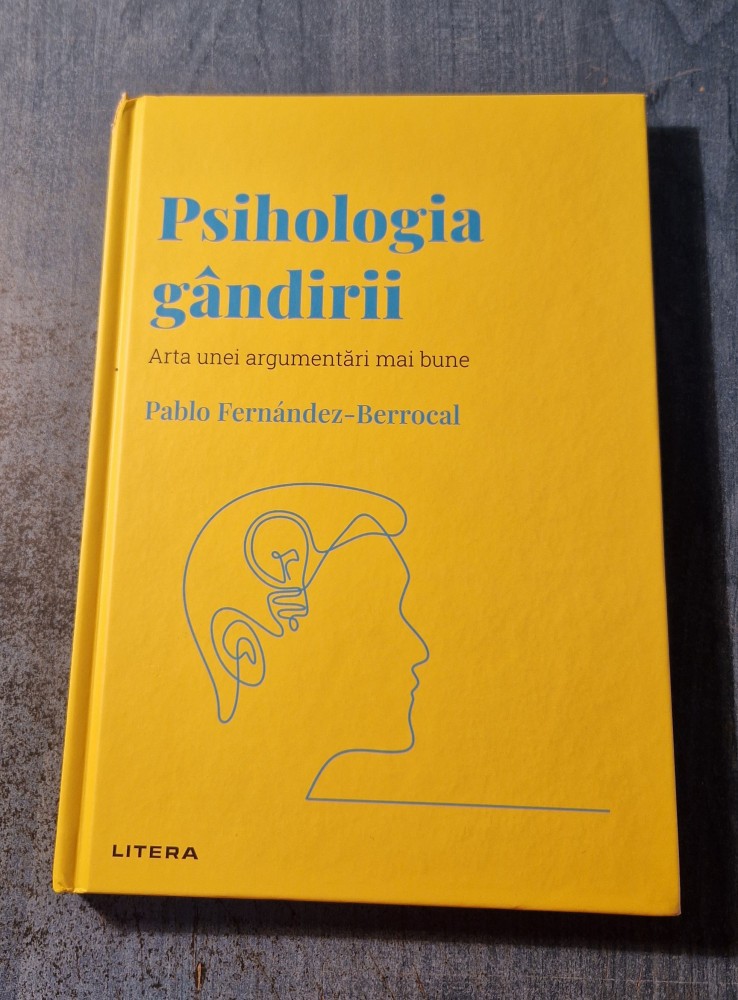 Psihologia
gândirii
Arta unei argumentări mai bune
Pablo Fernández-Berrocal
LITERA